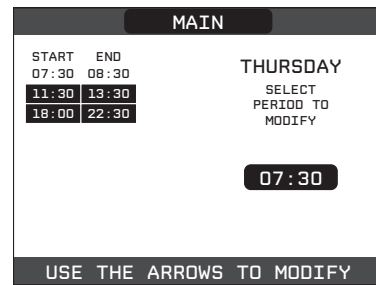 MAIN
START END
07:30 08:30
11:30 13:30
18:00 22:30
THURSDAY
SELECT
PERIOD TO
MODIFY
07:30
USE THE ARROWS TO MODIFY